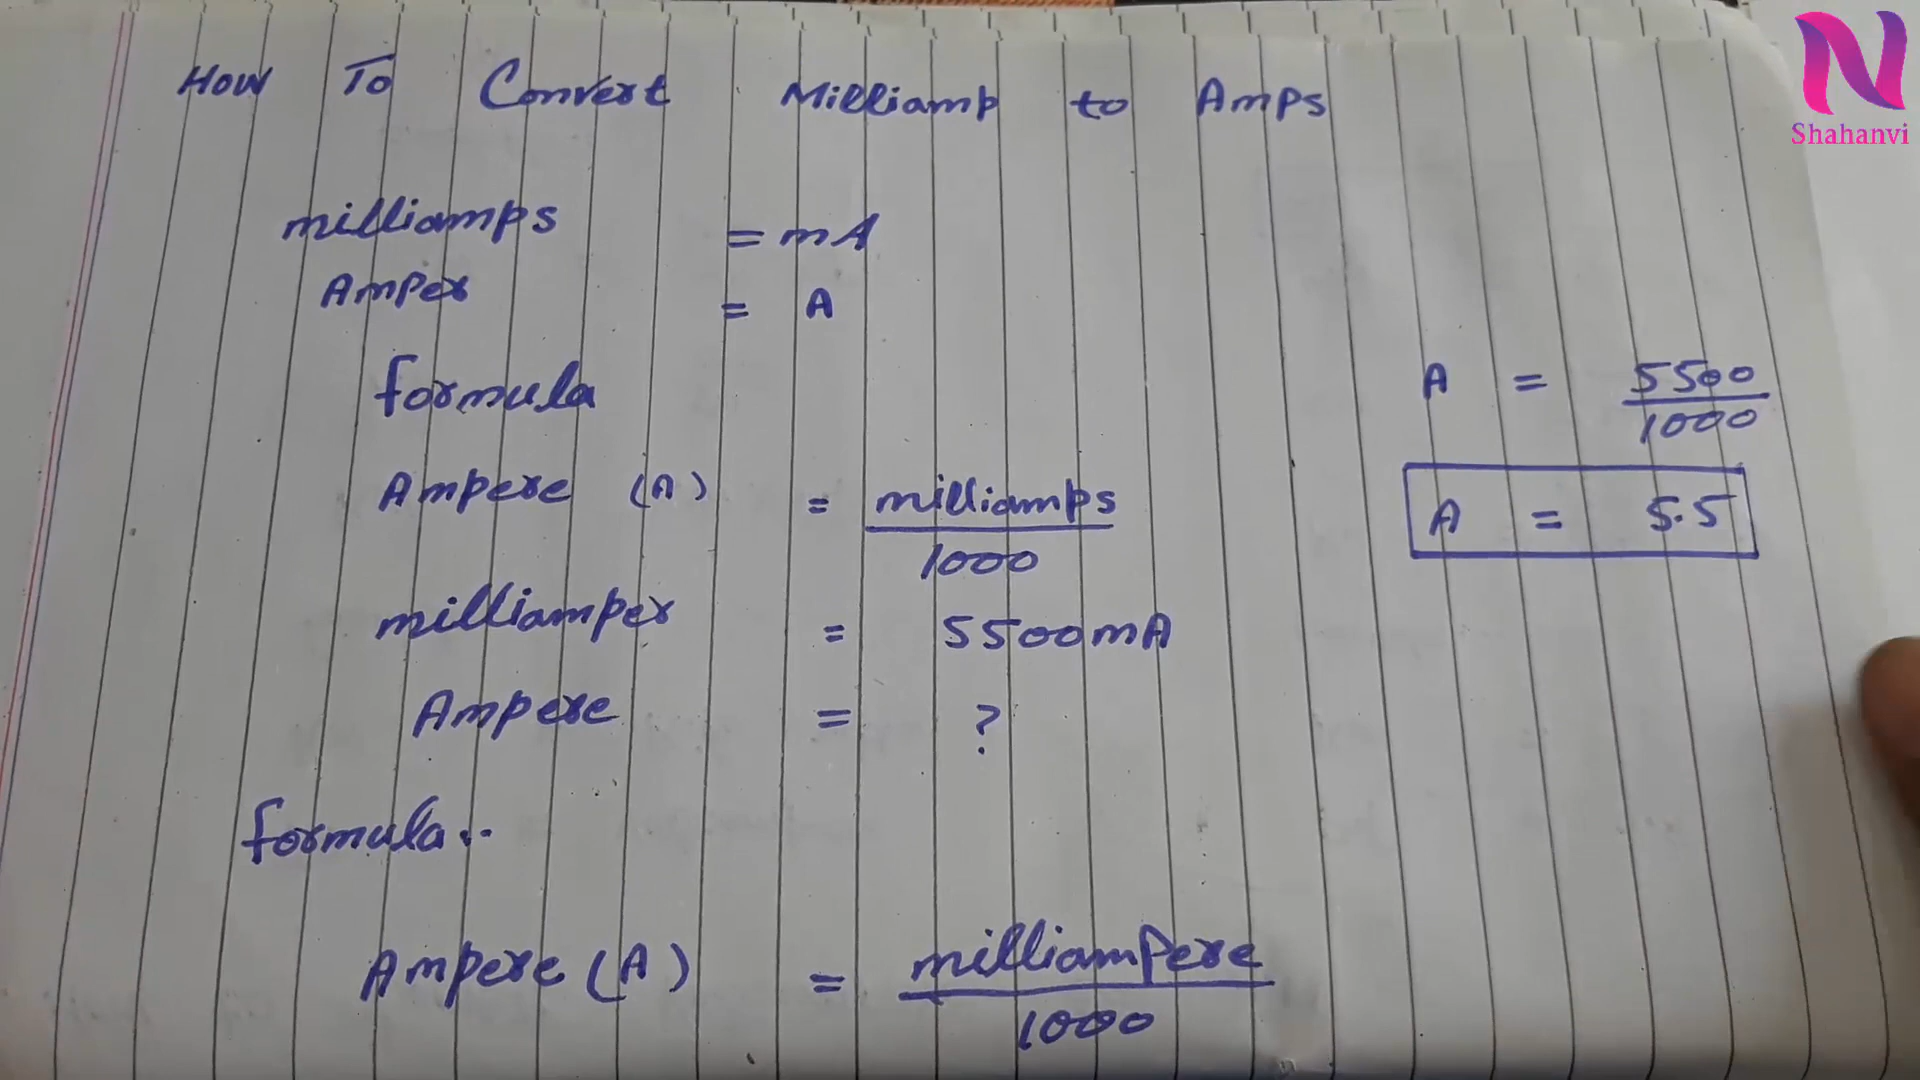 How To Convert Milliamp to Amps
milliamps = mA
Amper = A
formula
Ampere (A) = milliamps
1000
milliamper = 5500mA
Ampere = ?
formula..
Ampere (A) = milliampere
1000
A = 5500
1000
A = 5.5
N
Shahanvi